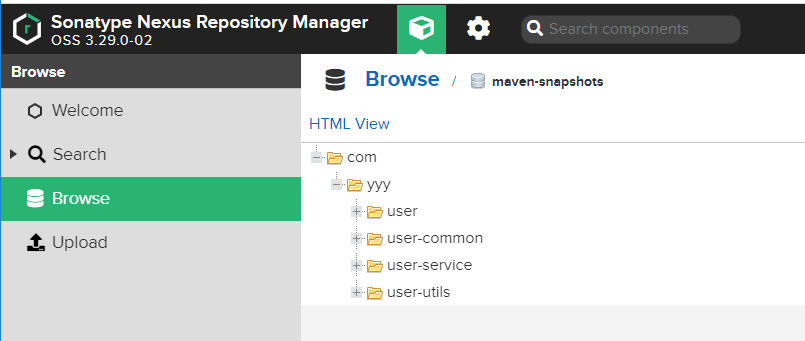 Sonatype Nexus Repository Manager
OSS 3.29.0-02
Search components
Browse
Welcome
Search
Browse
Upload
Browse / maven-snapshots
HTML View
com
yyy
user
user-common
user-service
user-utils